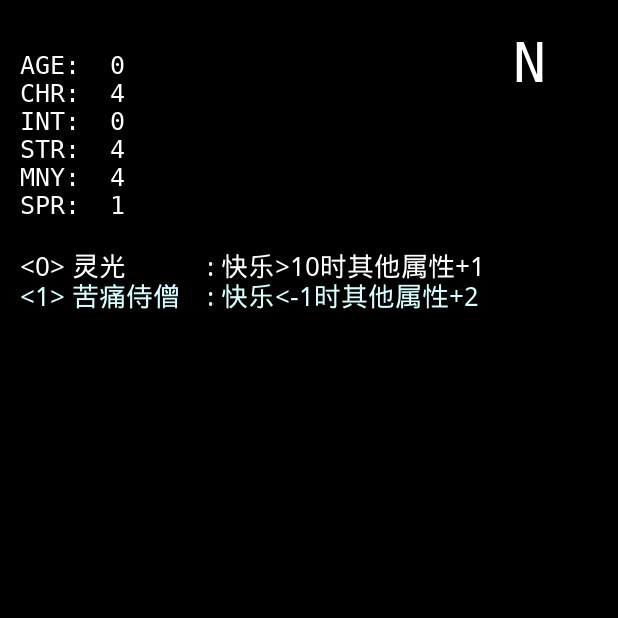 N
AGE: 0
CHR: 4
INT: 0
STR: 4
MNY: 4
SPR: 1
<0> 灵光 : 快乐>10时其他属性+1
<1> 苦痛侍僧 : 快乐<-1时其他属性+2